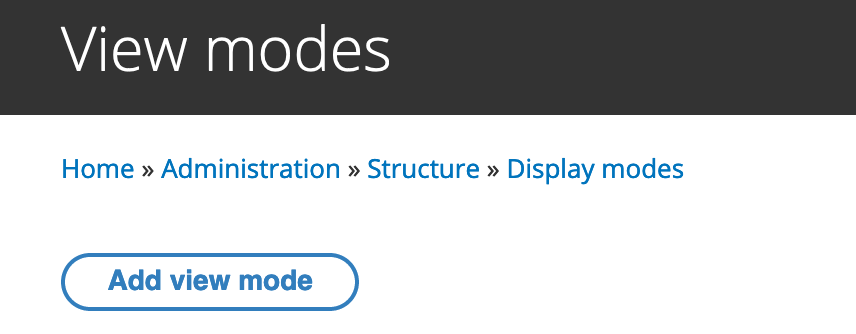 View modes
Home » Administration » Structure » Display modes
Add view mode